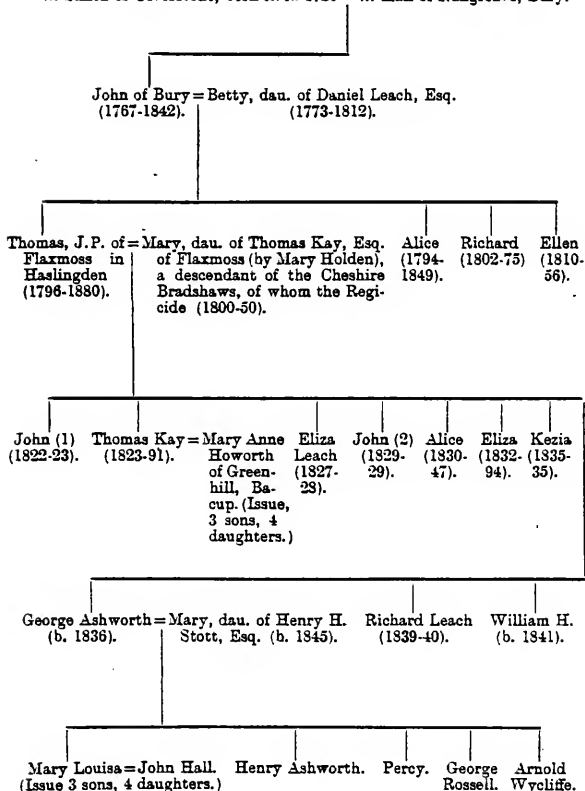 John of Bury = Betty, dau. of Daniel Leach, Esq.
(1767-1842). (1773-1812).
Thomas, J.P. of = Mary, dau. of Thomas Kay, Esq. Alice Richard Ellen
Flaxmoss in of Flaxmoss (by Mary Holden), (1794- (1802-75) (1810-
Haslingden a descendant of the Cheshire 1849). 56).
(1796-1880). Bradshaws, of whom the Regi-
cide (1800-50).
John (1) Thomas Kay = Mary Anne Eliza John (2) Alice Eliza Kezia
(1822-23). (1823-91). Howorth Leach (1829- (1830- (1832- (1835-
of Green- (1827- 29). 47). 94). 35).
hill, Ba- 28).
cup. (Issue,
3 sons, 4
daughters.)
George Ashworth = Mary, dau. of Henry H. Richard Leach William H.
(b. 1836). Stott, Esq. (b. 1845). (1839-40). (b. 1841).
Mary Louisa = John Hall. Henry Ashworth. Percy. George Arnold
(Issue 3 sons, 4 daughters.) Rossell. Wycliffe.